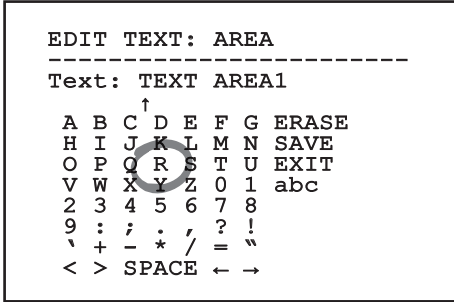 EDIT TEXT: AREA
------------------------
Text: TEXT AREA1
↑
A B C D E F G ERASE
H I J K L M N SAVE
O P Q R S T U EXIT
V W X Y Z 0 1 abc
2 3 4 5 6 7 8
9 : ; . , ? !
‵ + - * / = ‶
< > SPACE ← →